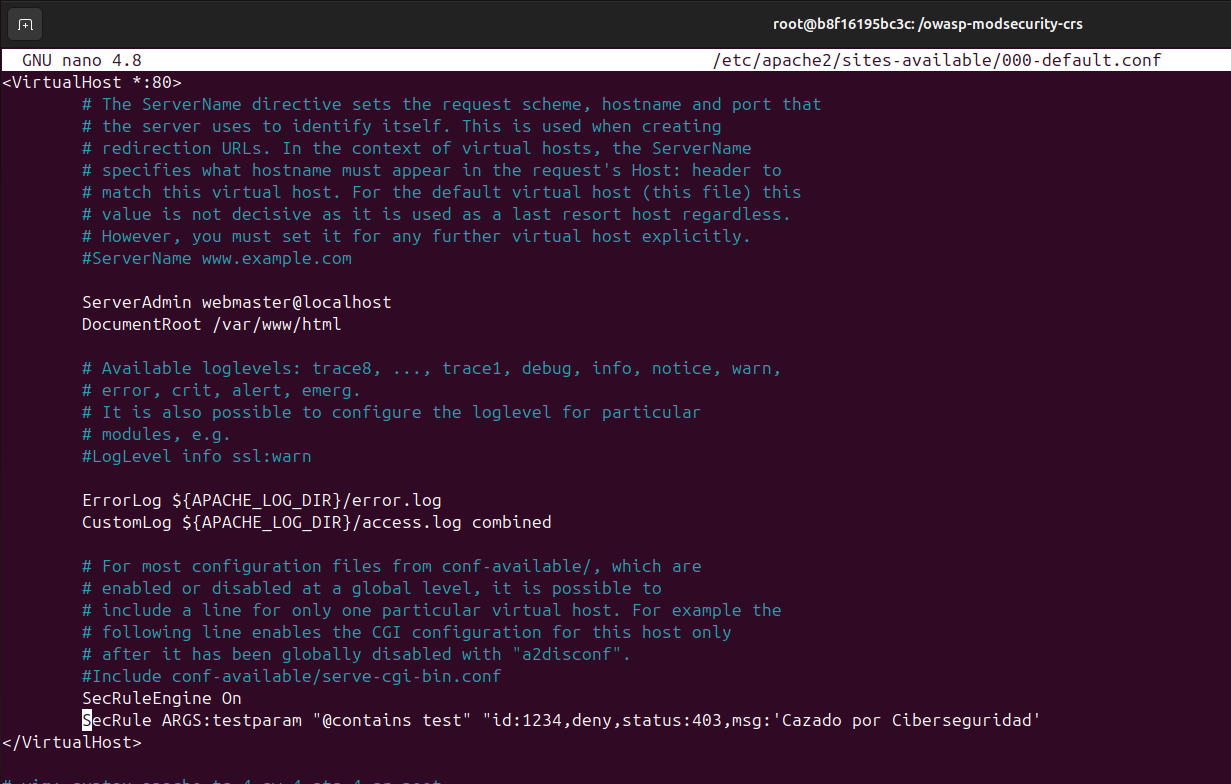 root@b8f16195bc3c: /owasp-modsecurity-crs
GNU nano 4.8 /etc/apache2/sites-available/000-default.conf
<VirtualHost *:80>
# The ServerName directive sets the request scheme, hostname and port that
# the server uses to identify itself. This is used when creating
# redirection URLs. In the context of virtual hosts, the ServerName
# specifies what hostname must appear in the request's Host: header to
# match this virtual host. For the default virtual host (this file) this
# value is not decisive as it is used as a last resort host regardless.
# However, you must set it for any further virtual host explicitly.
#ServerName www.example.com
ServerAdmin webmaster@localhost
DocumentRoot /var/www/html
# Available loglevels: trace8, ..., trace1, debug, info, notice, warn,
# error, crit, alert, emerg.
# It is also possible to configure the loglevel for particular
# modules, e.g.
#LogLevel info ssl:warn
ErrorLog ${APACHE_LOG_DIR}/error.log
CustomLog ${APACHE_LOG_DIR}/access.log combined
# For most configuration files from conf-available/, which are
# enabled or disabled at a global level, it is possible to
# include a line for only one particular virtual host. For example the
# following line enables the CGI configuration for this host only
# after it has been globally disabled with "a2disconf".
#Include conf-available/serve-cgi-bin.conf
SecRuleEngine On
SecRule ARGS:testparam "@contains test" "id:1234,deny,status:403,msg:'Cazado por Ciberseguridad'
</VirtualHost>